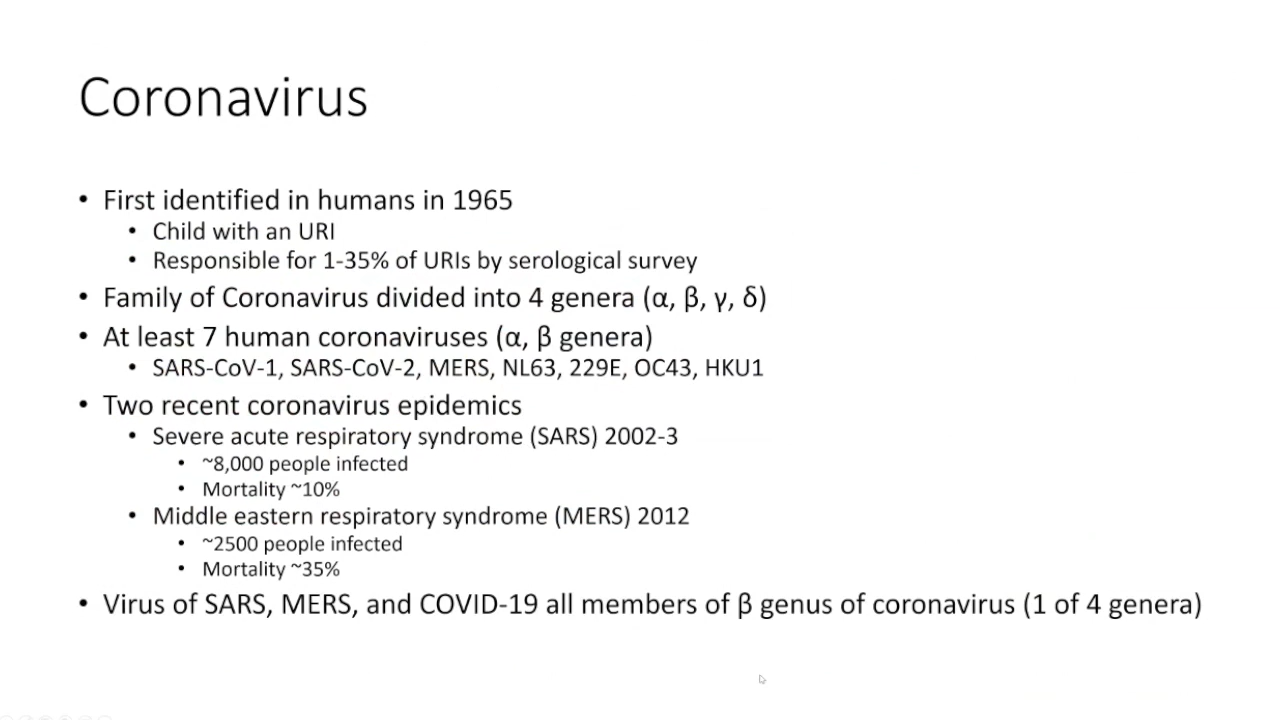 Coronavirus
• First identified in humans in 1965
• Child with an URI
• Responsible for 1-35% of URIs by serological survey
• Family of Coronavirus divided into 4 genera (α, β, γ, δ)
• At least 7 human coronaviruses (α, β genera)
• SARS-CoV-1, SARS-CoV-2, MERS, NL63, 229E, OC43, HKU1
• Two recent coronavirus epidemics
• Severe acute respiratory syndrome (SARS) 2002-3
• ~8,000 people infected
• Mortality ~10%
• Middle eastern respiratory syndrome (MERS) 2012
• ~2500 people infected
• Mortality ~35%
• Virus of SARS, MERS, and COVID-19 all members of β genus of coronavirus (1 of 4 genera)